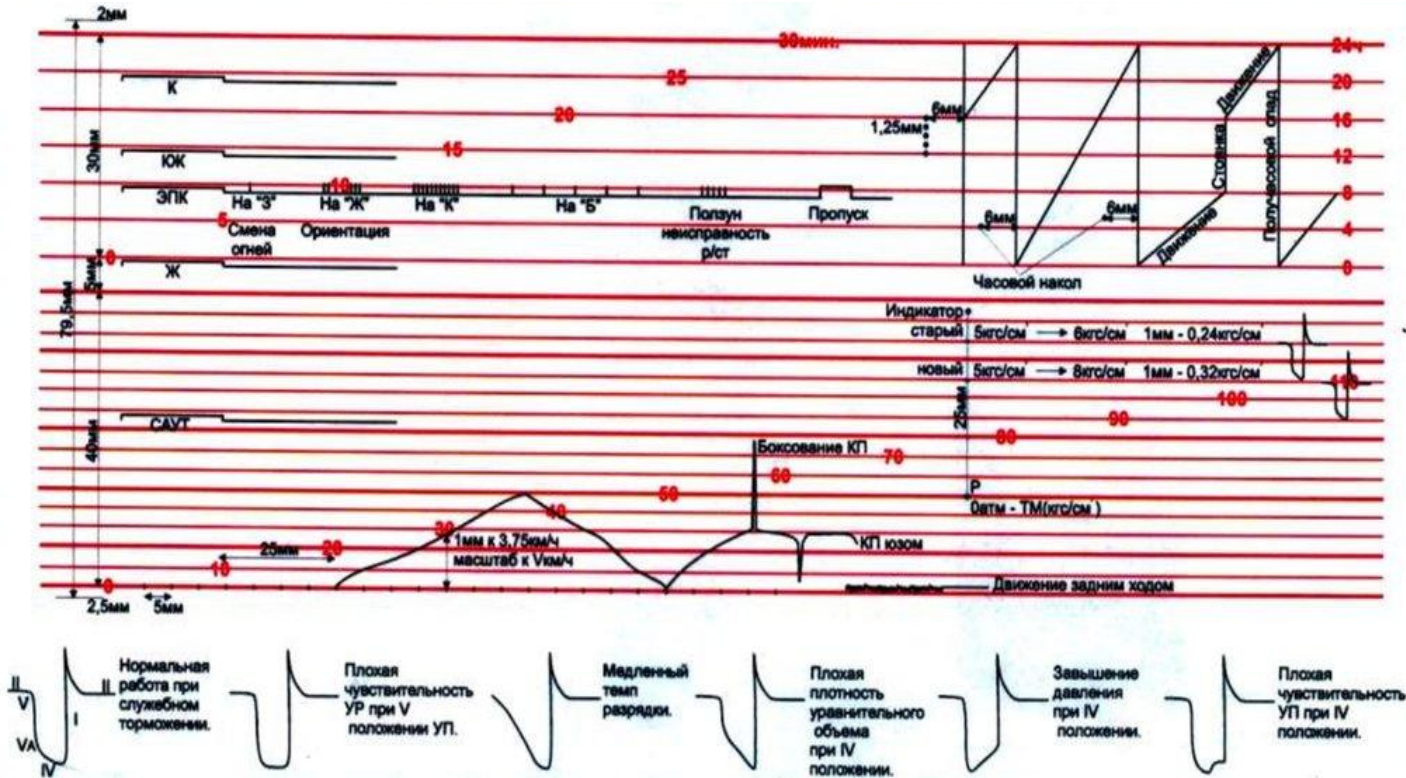 2мм
30мин.
24ч
25
20
К
20
6мм
16
1,25мм
30мм
15
12
ЮЖ
ЭПК
10
8
На "З"
На "Ж"
На "К"
На "Б"
Ползун
Пропуск
5
6мм
6мм
4
Смена
огней
Ориентация
неисправность
р/ст
0
0
Ж
5мм
Движение
Стоянка
Движение
Получасовой спад
Часовой накол
79,5мм
Индикатор
старый 5кгс/см → 6кгс/см 1мм - 0,24кгс/см
новый 5кгс/см → 8кгс/см 1мм - 0,32кгс/см
110
100
25мм
90
САУТ
80
40мм
Боксование КП
70
60
50
Р
0атм - ТМ(кгс/см)
40
30
1мм к 3,75км/ч
КП юзом
25мм
20
масштаб к Vкм/ч
10
0
Движение задним ходом
2,5мм
5мм
II
V
VА
IV
I
II
Нормальная
работа при
служебном
торможении.
Плохая
чувствительность
УР при V
положении УП.
Медленный
темп
разрядки.
Плохая
плотность
уравнительного
объема
при IV
положении.
Завышение
давления
при IV
положении.
Плохая
чувствительность
УП при IV
положении.